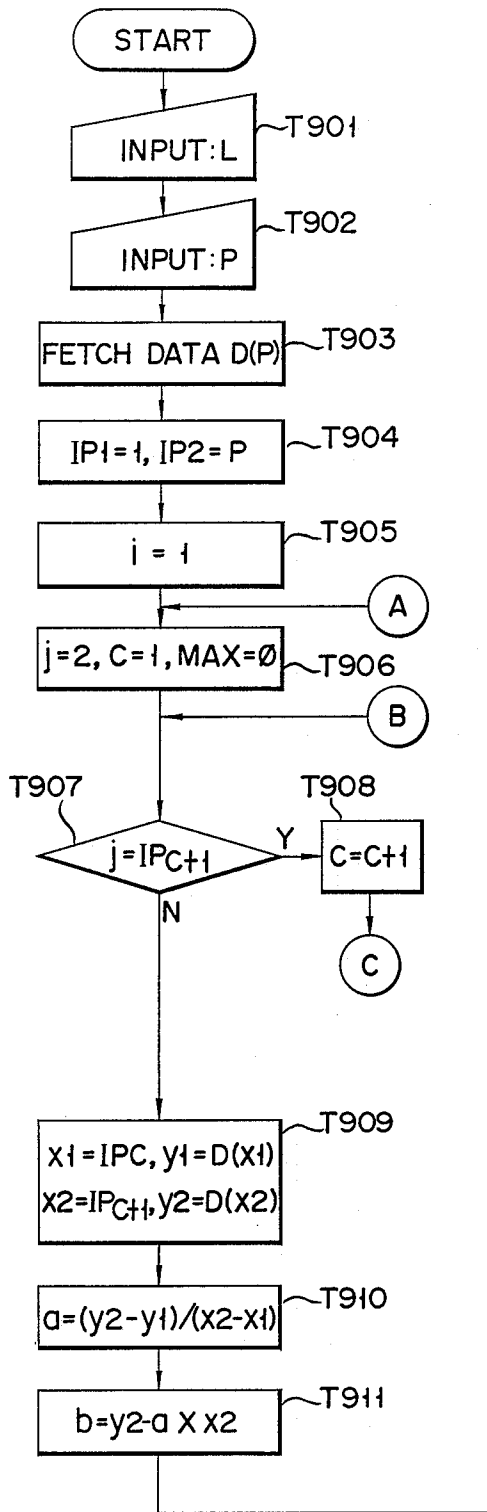 START
INPUT:L
T901
INPUT:P
T902
FETCH DATA D(P)
T903
IP1=1, IP2=P
T904
i = 1
T905
A
j=2, C=1, MAX=Ø
T906
B
T907
j=IPC+1
Y
N
T908
C=C+1
C
x1=IPC, y1=D(x1)
x2=IPC+1, y2=D(x2)
T909
a=(y2-y1)/(x2-x1)
T910
b=y2-a X x2
T911